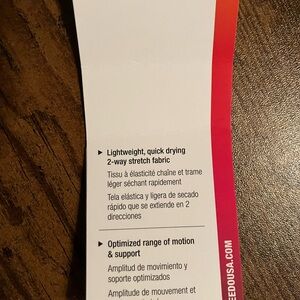 ▶ Lightweight, quick drying
2-way stretch fabric
Tissu à élasticité chaîne et trame
léger séchant rapidement
Tela elástica y ligera de secado
rápido que se extiende en 2
direcciones
▶ Optimized range of motion
& support
Amplitud de movimiento y
soporte optimizados
Amplitude de mouvement et
EEDOUSA.COM